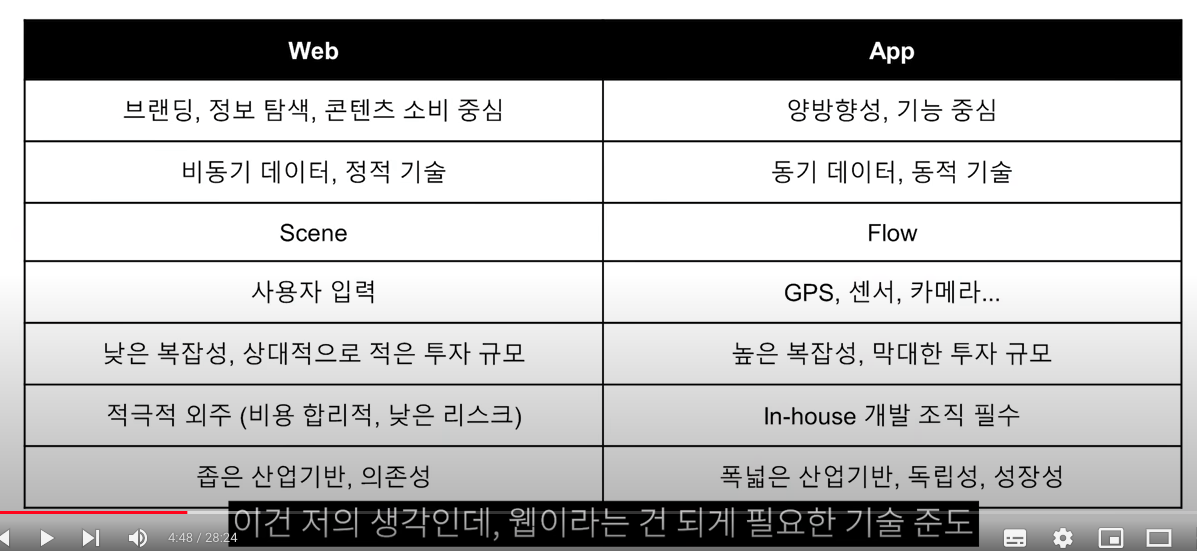 Web App
브랜딩, 정보 탐색, 콘텐츠 소비 중심 양방향성, 기능 중심
비동기 데이터, 정적 기술 동기 데이터, 동적 기술
Scene Flow
사용자 입력 GPS, 센서, 카메라...
낮은 복잡성, 상대적으로 적은 투자 규모 높은 복잡성, 막대한 투자 규모
적극적 외주 (비용 합리적, 낮은 리스크) In-house 개발 조직 필수
좁은 산업기반, 의존성 폭넓은 산업기반, 독립성, 성장성
이건 저의 생각인데, 웹이라는 건 되게 필요한 기술 준도
4:48 / 28:24